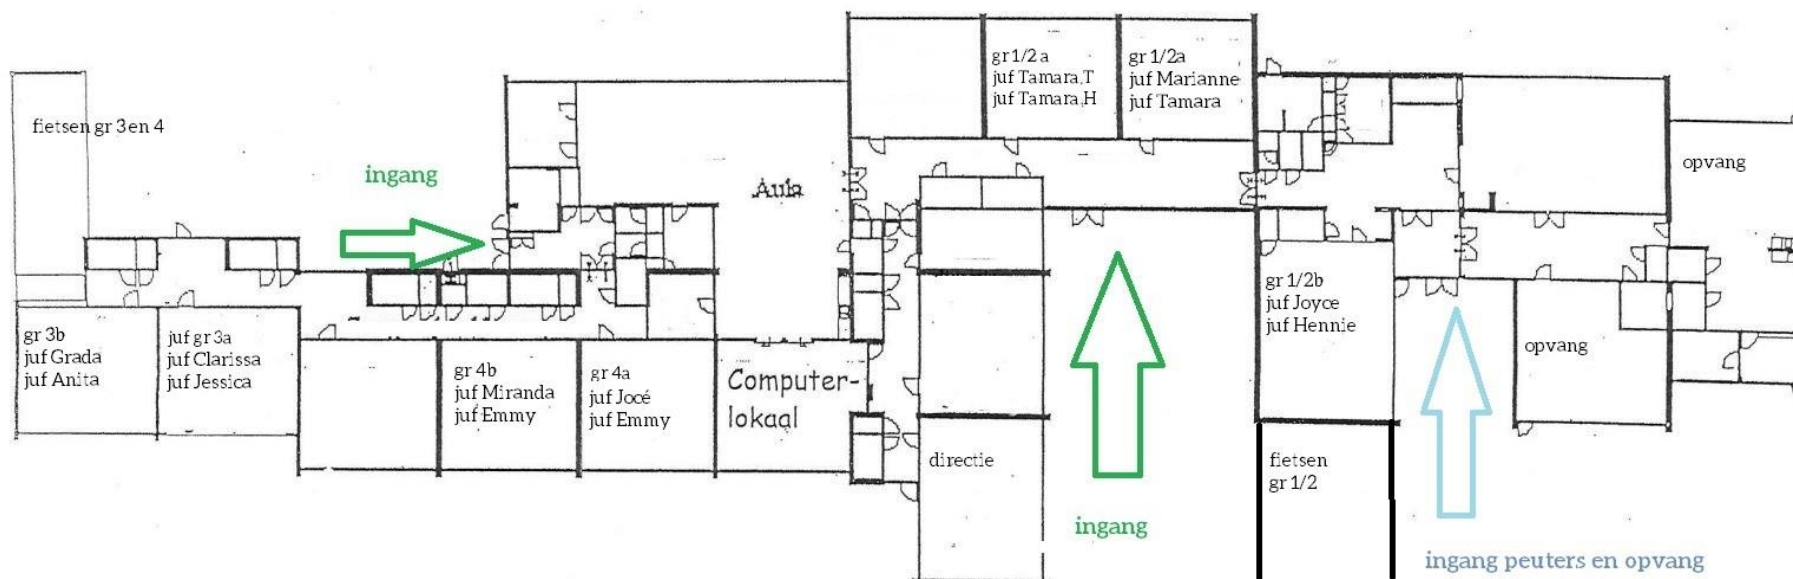 fietsen gr 3 en 4
ingang
Aula
gr 1/2 a
juf Tamara,T
juf Tamara,H
gr 1/2a
juf Marianne
juf Tamara
opvang
gr 3b
juf Grada
juf Anita
juf gr 3a
juf Clarissa
juf Jessica
gr 4b
juf Miranda
juf Emmy
gr 4a
juf Jocé
juf Emmy
Computer-
lokaal
directie
ingang
gr 1/2b
juf Joyce
juf Hennie
fietsen
gr 1/2
opvang
ingang peuters en opvang